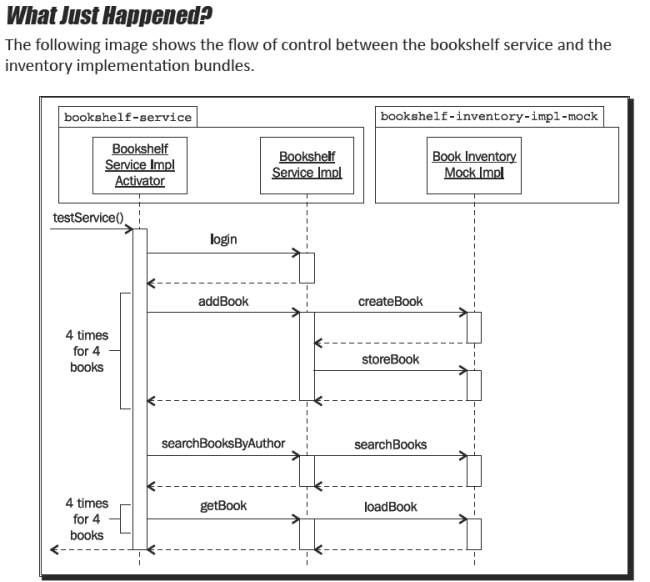 What Just Happened?
The following image shows the flow of control between the bookshelf service and the
inventory implementation bundles.
bookshelf-service
bookshelf-inventory-impl-mock
Bookshelf
Service Impl
Activator
Bookshelf
Service Impl
Book Inventory
Mock Impl
testService()
login
addBook
createBook
4 times
for 4
books
storeBook
searchBooksByAuthor
searchBooks
4 times
for 4
books
getBook
loadBook